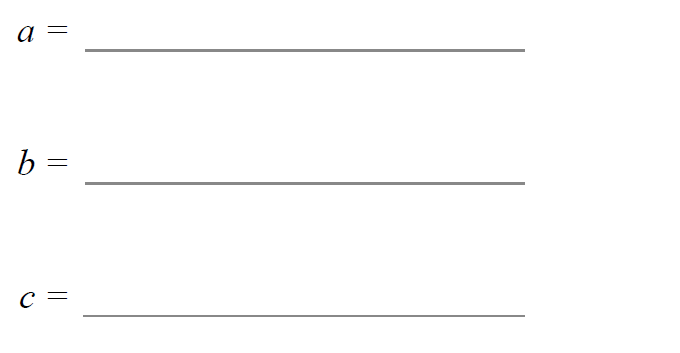 a =
b =
c =